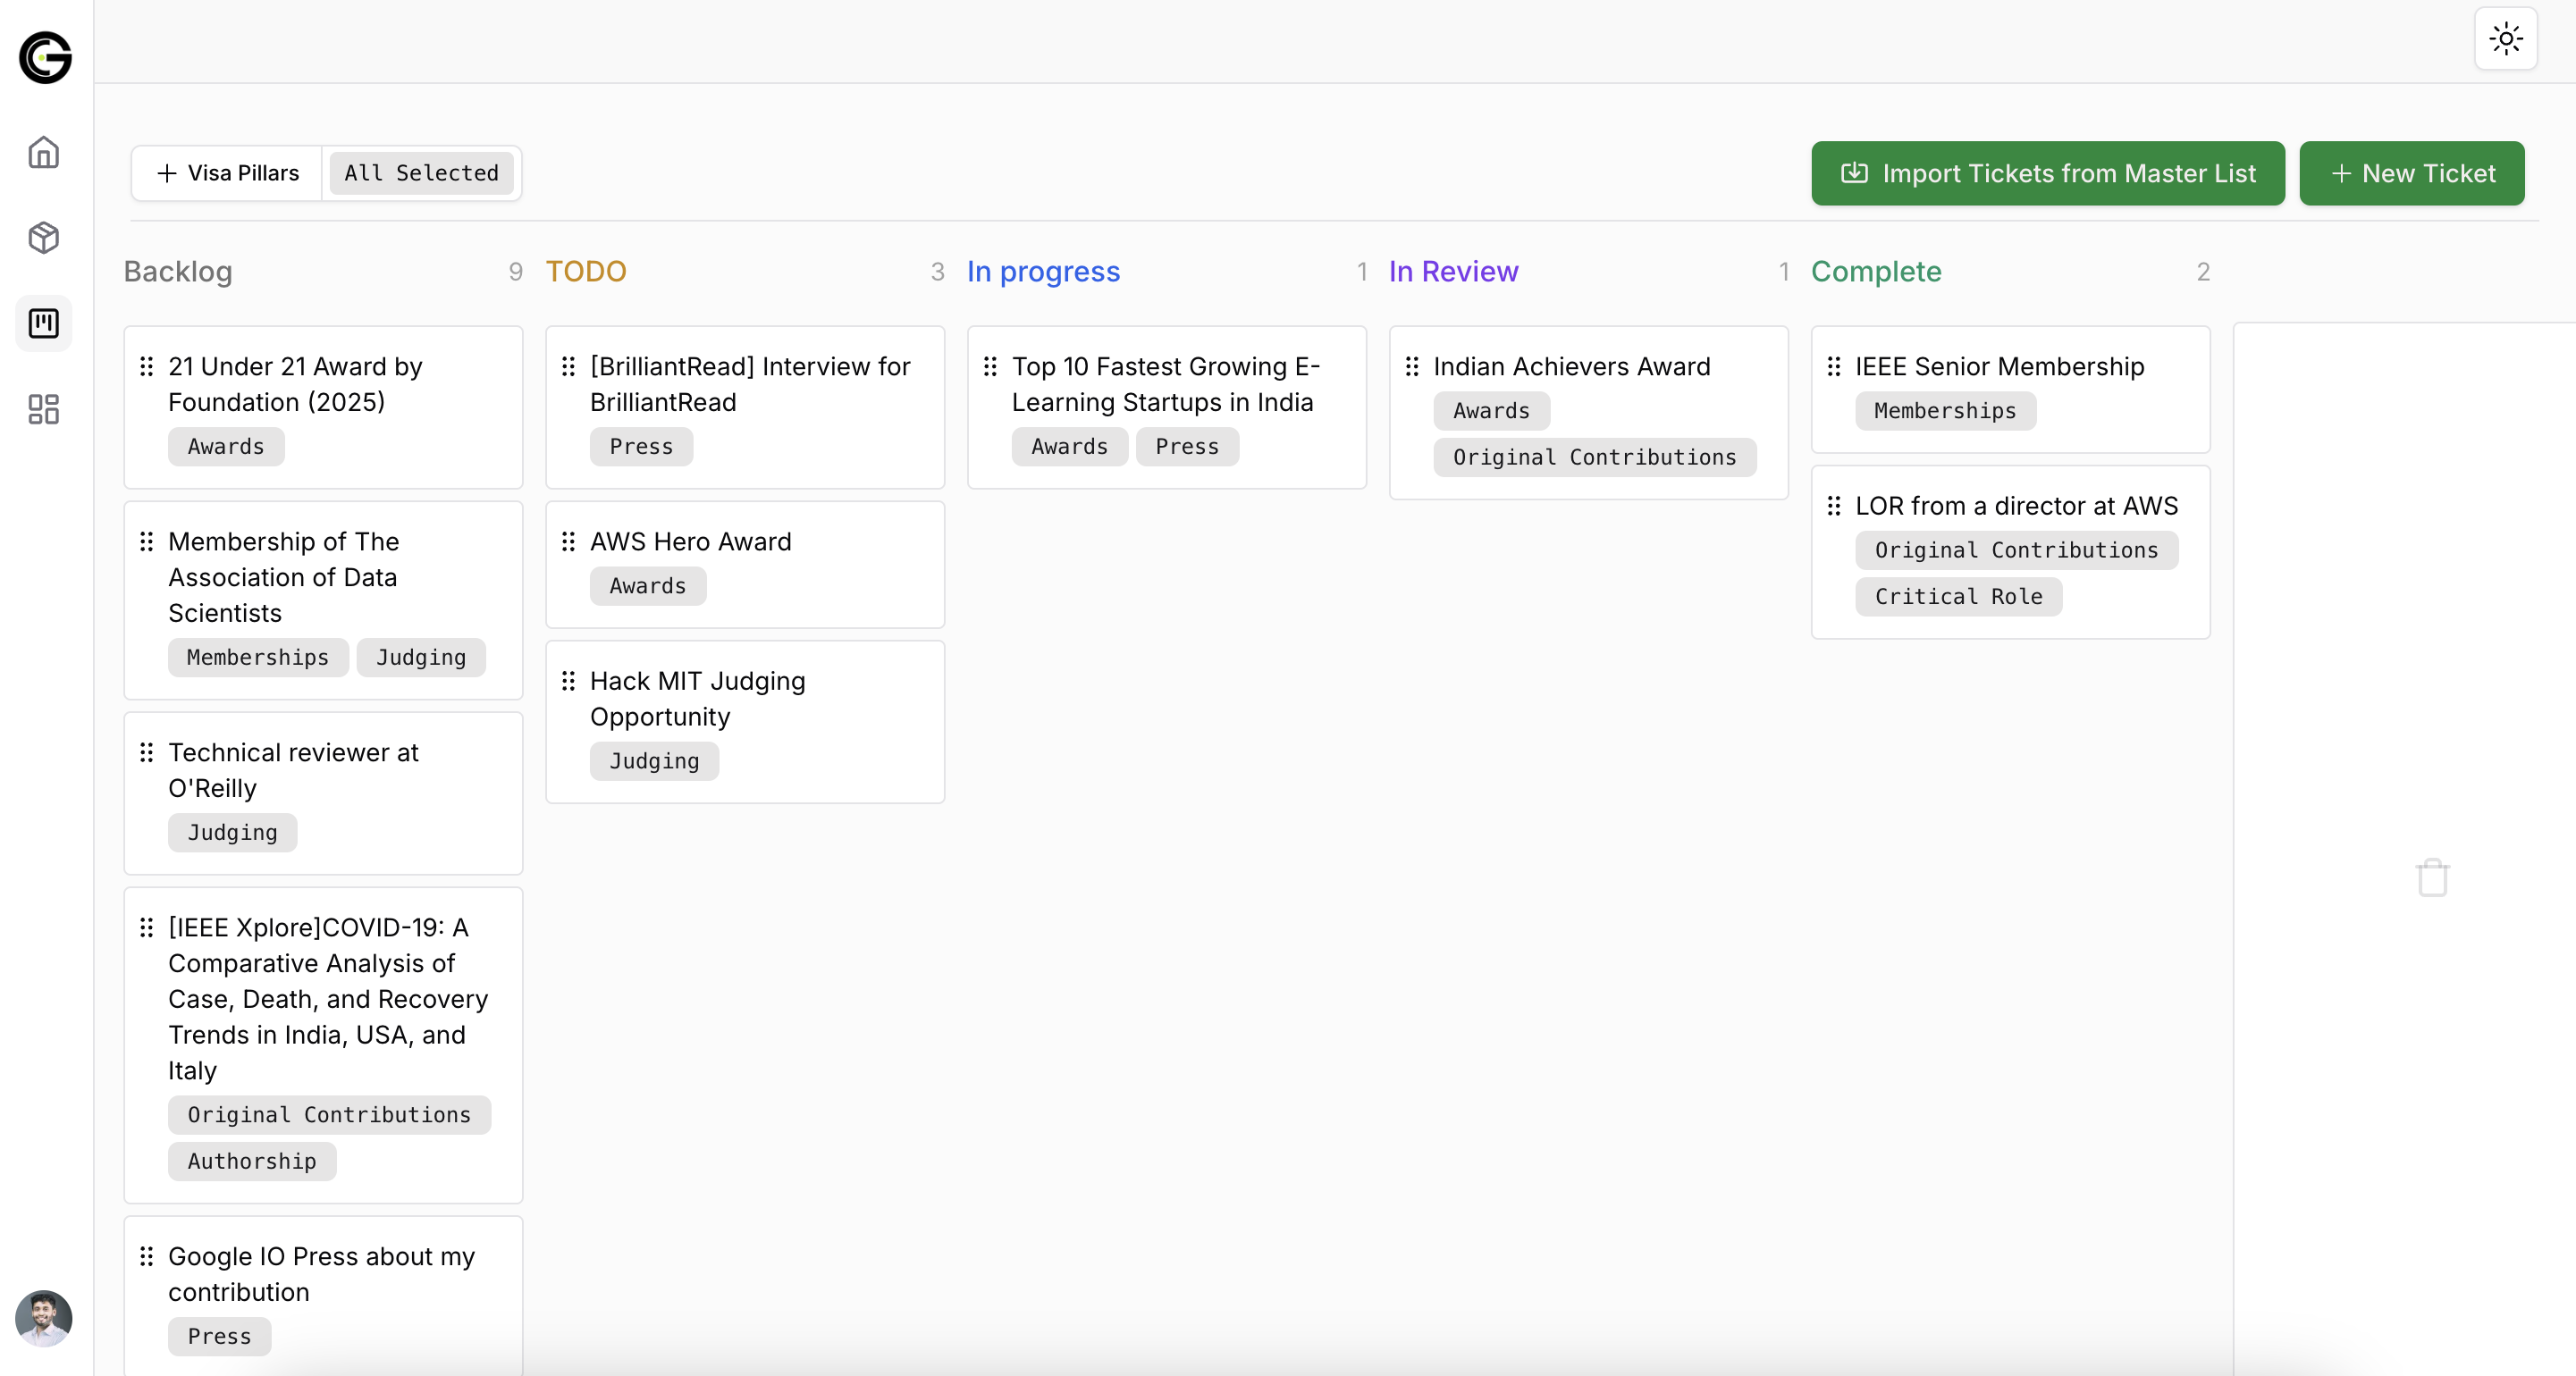 + Visa Pillars
All Selected
Import Tickets from Master List
+ New Ticket
Backlog 9
21 Under 21 Award by
Foundation (2025)
Awards
Membership of The
Association of Data
Scientists
Memberships Judging
Technical reviewer at
O'Reilly
Judging
[IEEE Xplore]COVID-19: A
Comparative Analysis of
Case, Death, and Recovery
Trends in India, USA, and
Italy
Original Contributions
Authorship
Google IO Press about my
contribution
Press
TODO 3
[BrilliantRead] Interview for
BrilliantRead
Press
AWS Hero Award
Awards
Hack MIT Judging
Opportunity
Judging
In progress 1
Top 10 Fastest Growing E-
Learning Startups in India
Awards Press
In Review 1
Indian Achievers Award
Awards
Original Contributions
Complete 2
IEEE Senior Membership
Memberships
LOR from a director at AWS
Original Contributions
Critical Role